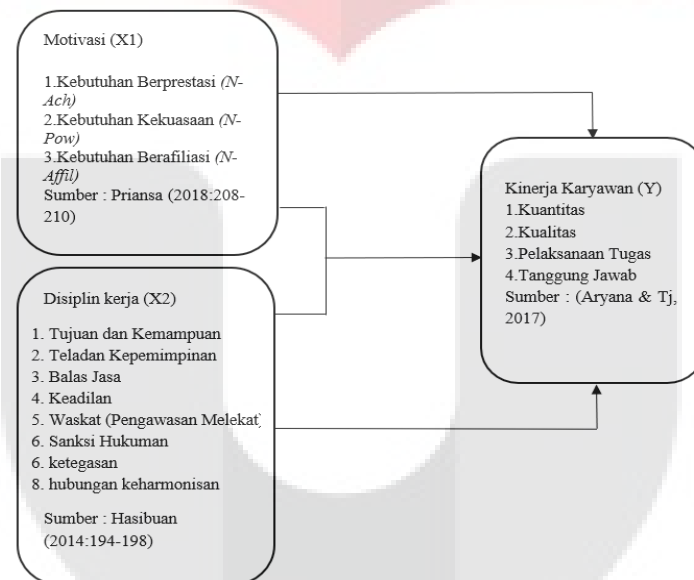 Motivasi (X1)
1.Kebutuhan Berprestasi (N-
Ach)
2.Kebutuhan Kekuasaan (N-
Pow)
3.Kebutuhan Berafiliasi (N-
Affil)
Sumber : Priansa (2018:208-
210)
Disiplin kerja (X2)
1. Tujuan dan Kemampuan
2. Teladan Kepemimpinan
3. Balas Jasa
4. Keadilan
5. Waskat (Pengawasan Melekat)
6. Sanksi Hukuman
6. ketegasan
8. hubungan keharmonisan
Sumber : Hasibuan
(2014:194-198)
Kinerja Karyawan (Y)
1.Kuantitas
2.Kualitas
3.Pelaksanaan Tugas
4.Tanggung Jawab
Sumber : (Aryana & Tj,
2017)